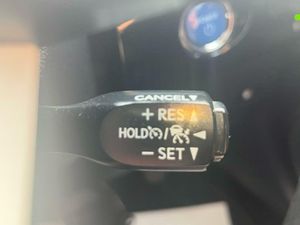 CANCEL▼
+ RES ▲
HOLD / ◄
− SET ▼